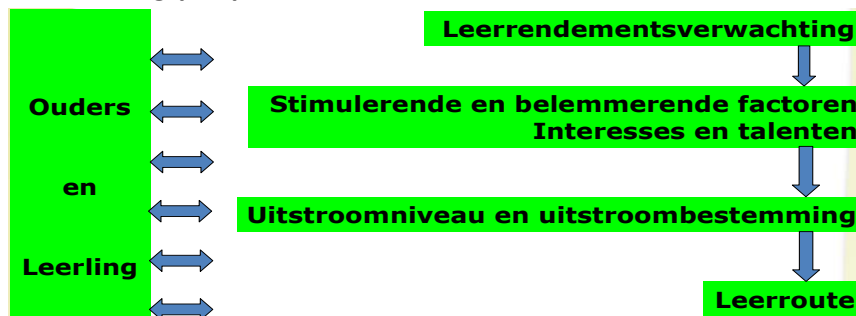 Leerrendementsverwachting
Ouders
en
Leerling
Stimulerende en belemmerende factoren
Interesses en talenten
Uitstroomniveau en uitstroombestemming
Leerroute